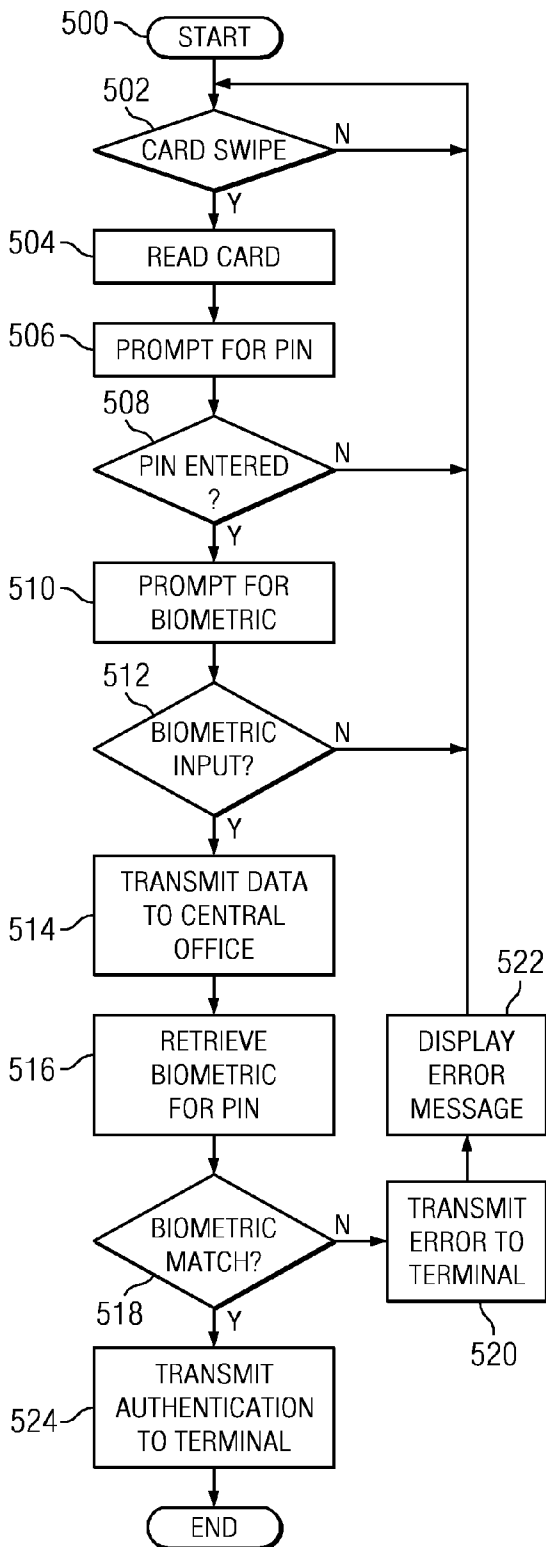 500
START
502
CARD SWIPE
N
Y
504
READ CARD
506
PROMPT FOR PIN
508
PIN ENTERED
?
N
Y
510
PROMPT FOR
BIOMETRIC
512
BIOMETRIC
INPUT?
N
Y
514
TRANSMIT DATA
TO CENTRAL
OFFICE
516
RETRIEVE
BIOMETRIC
FOR PIN
522
DISPLAY
ERROR
MESSAGE
BIOMETRIC
MATCH?
518
N
Y
TRANSMIT
ERROR TO
TERMINAL
520
524
TRANSMIT
AUTHENTICATION
TO TERMINAL
END